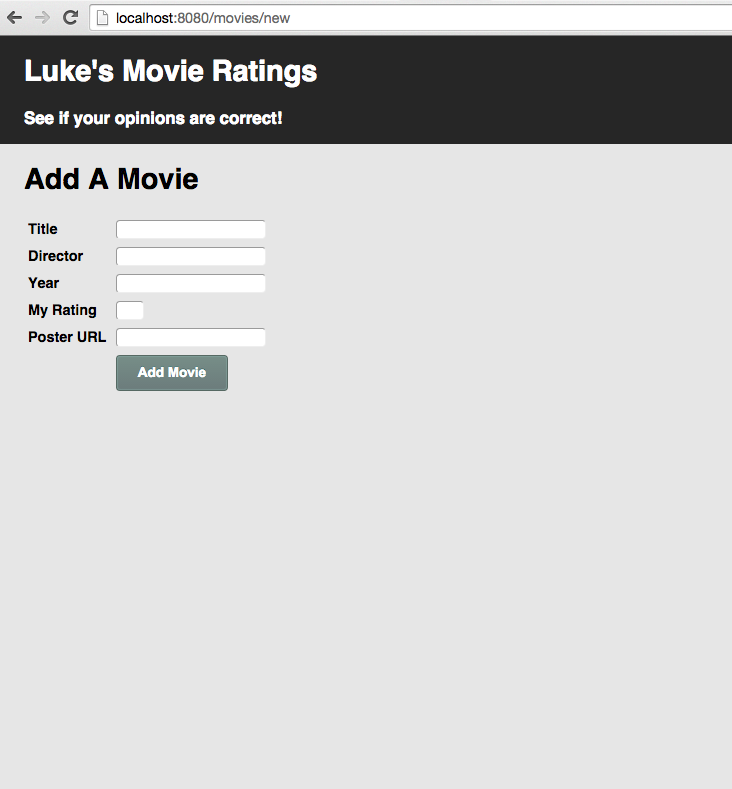 localhost:8080/movies/new
Luke's Movie Ratings
See if your opinions are correct!
Add A Movie
Title
Director
Year
My Rating
Poster URL
Add Movie